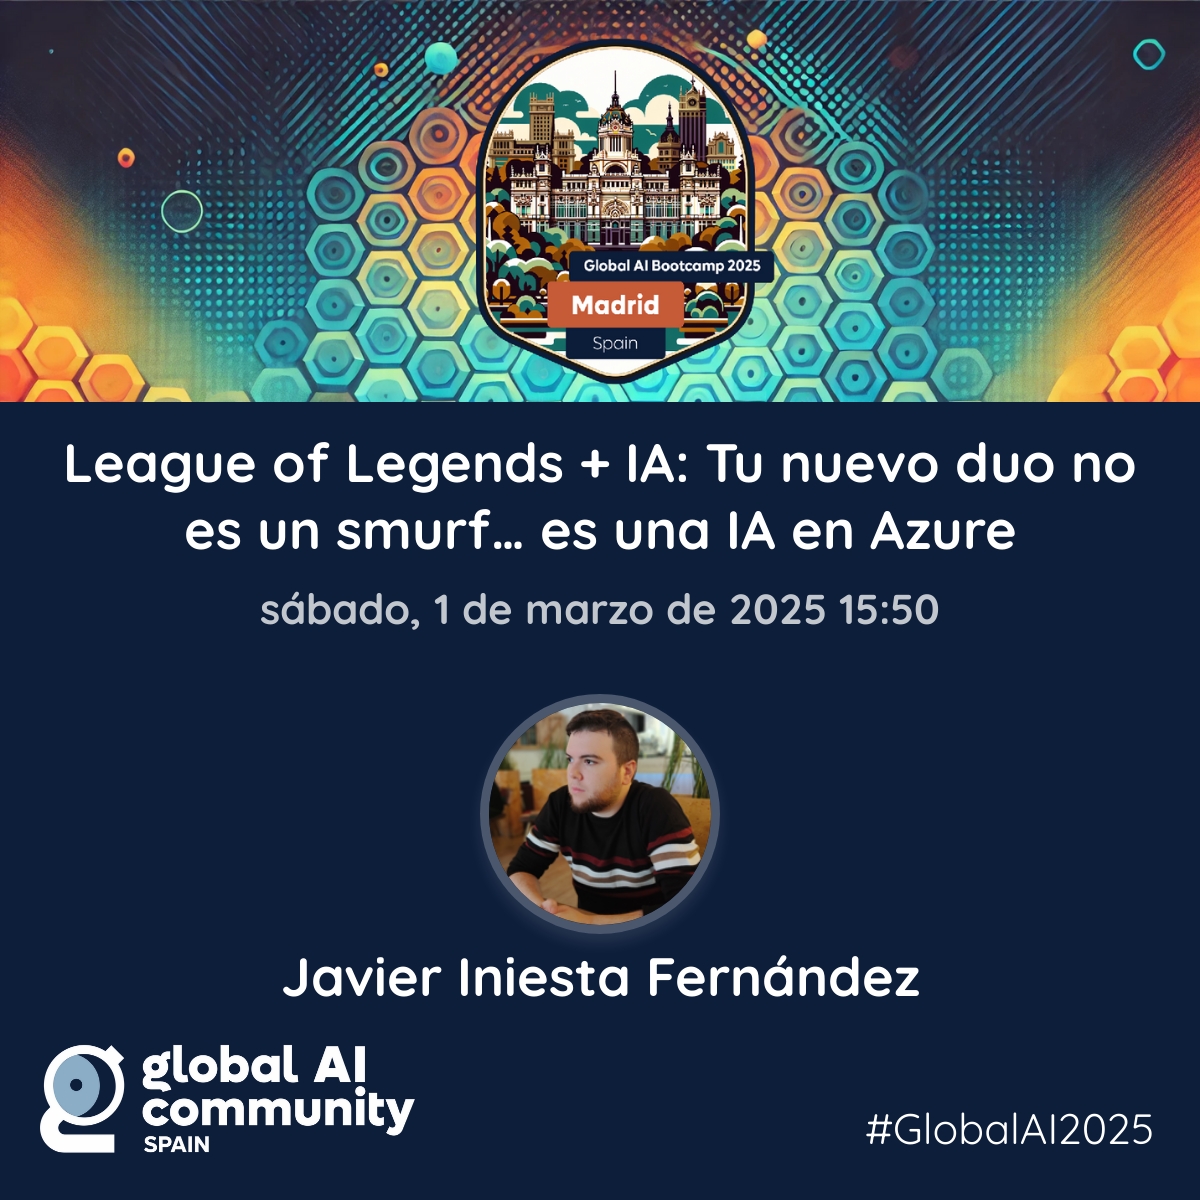 Global AI Bootcamp 2025
Madrid
Spain
League of Legends + IA: Tu nuevo duo no
es un smurf... es una IA en Azure
sábado, 1 de marzo de 2025 15:50
Javier Iniesta Fernández
global AI
community
SPAIN
#GlobalAI2025